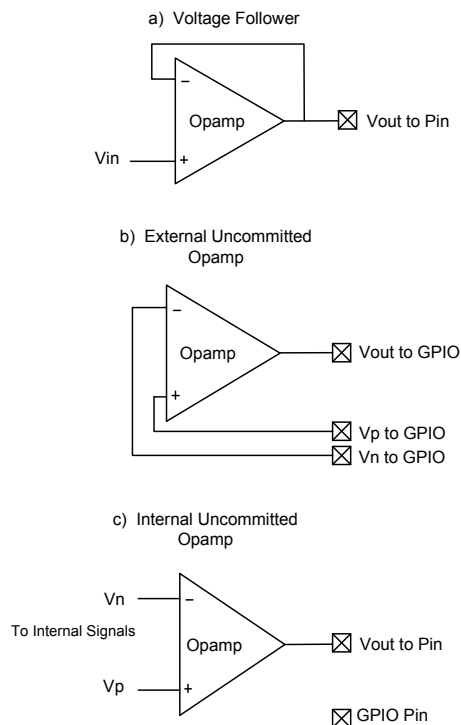 a) Voltage Follower
−
Opamp
Vout to Pin
Vin
+
b) External Uncommitted
Opamp
−
Opamp
Vout to GPIO
+
Vp to GPIO
Vn to GPIO
c) Internal Uncommitted
Opamp
Vn
−
To Internal Signals
Opamp
Vout to Pin
Vp
+
GPIO Pin